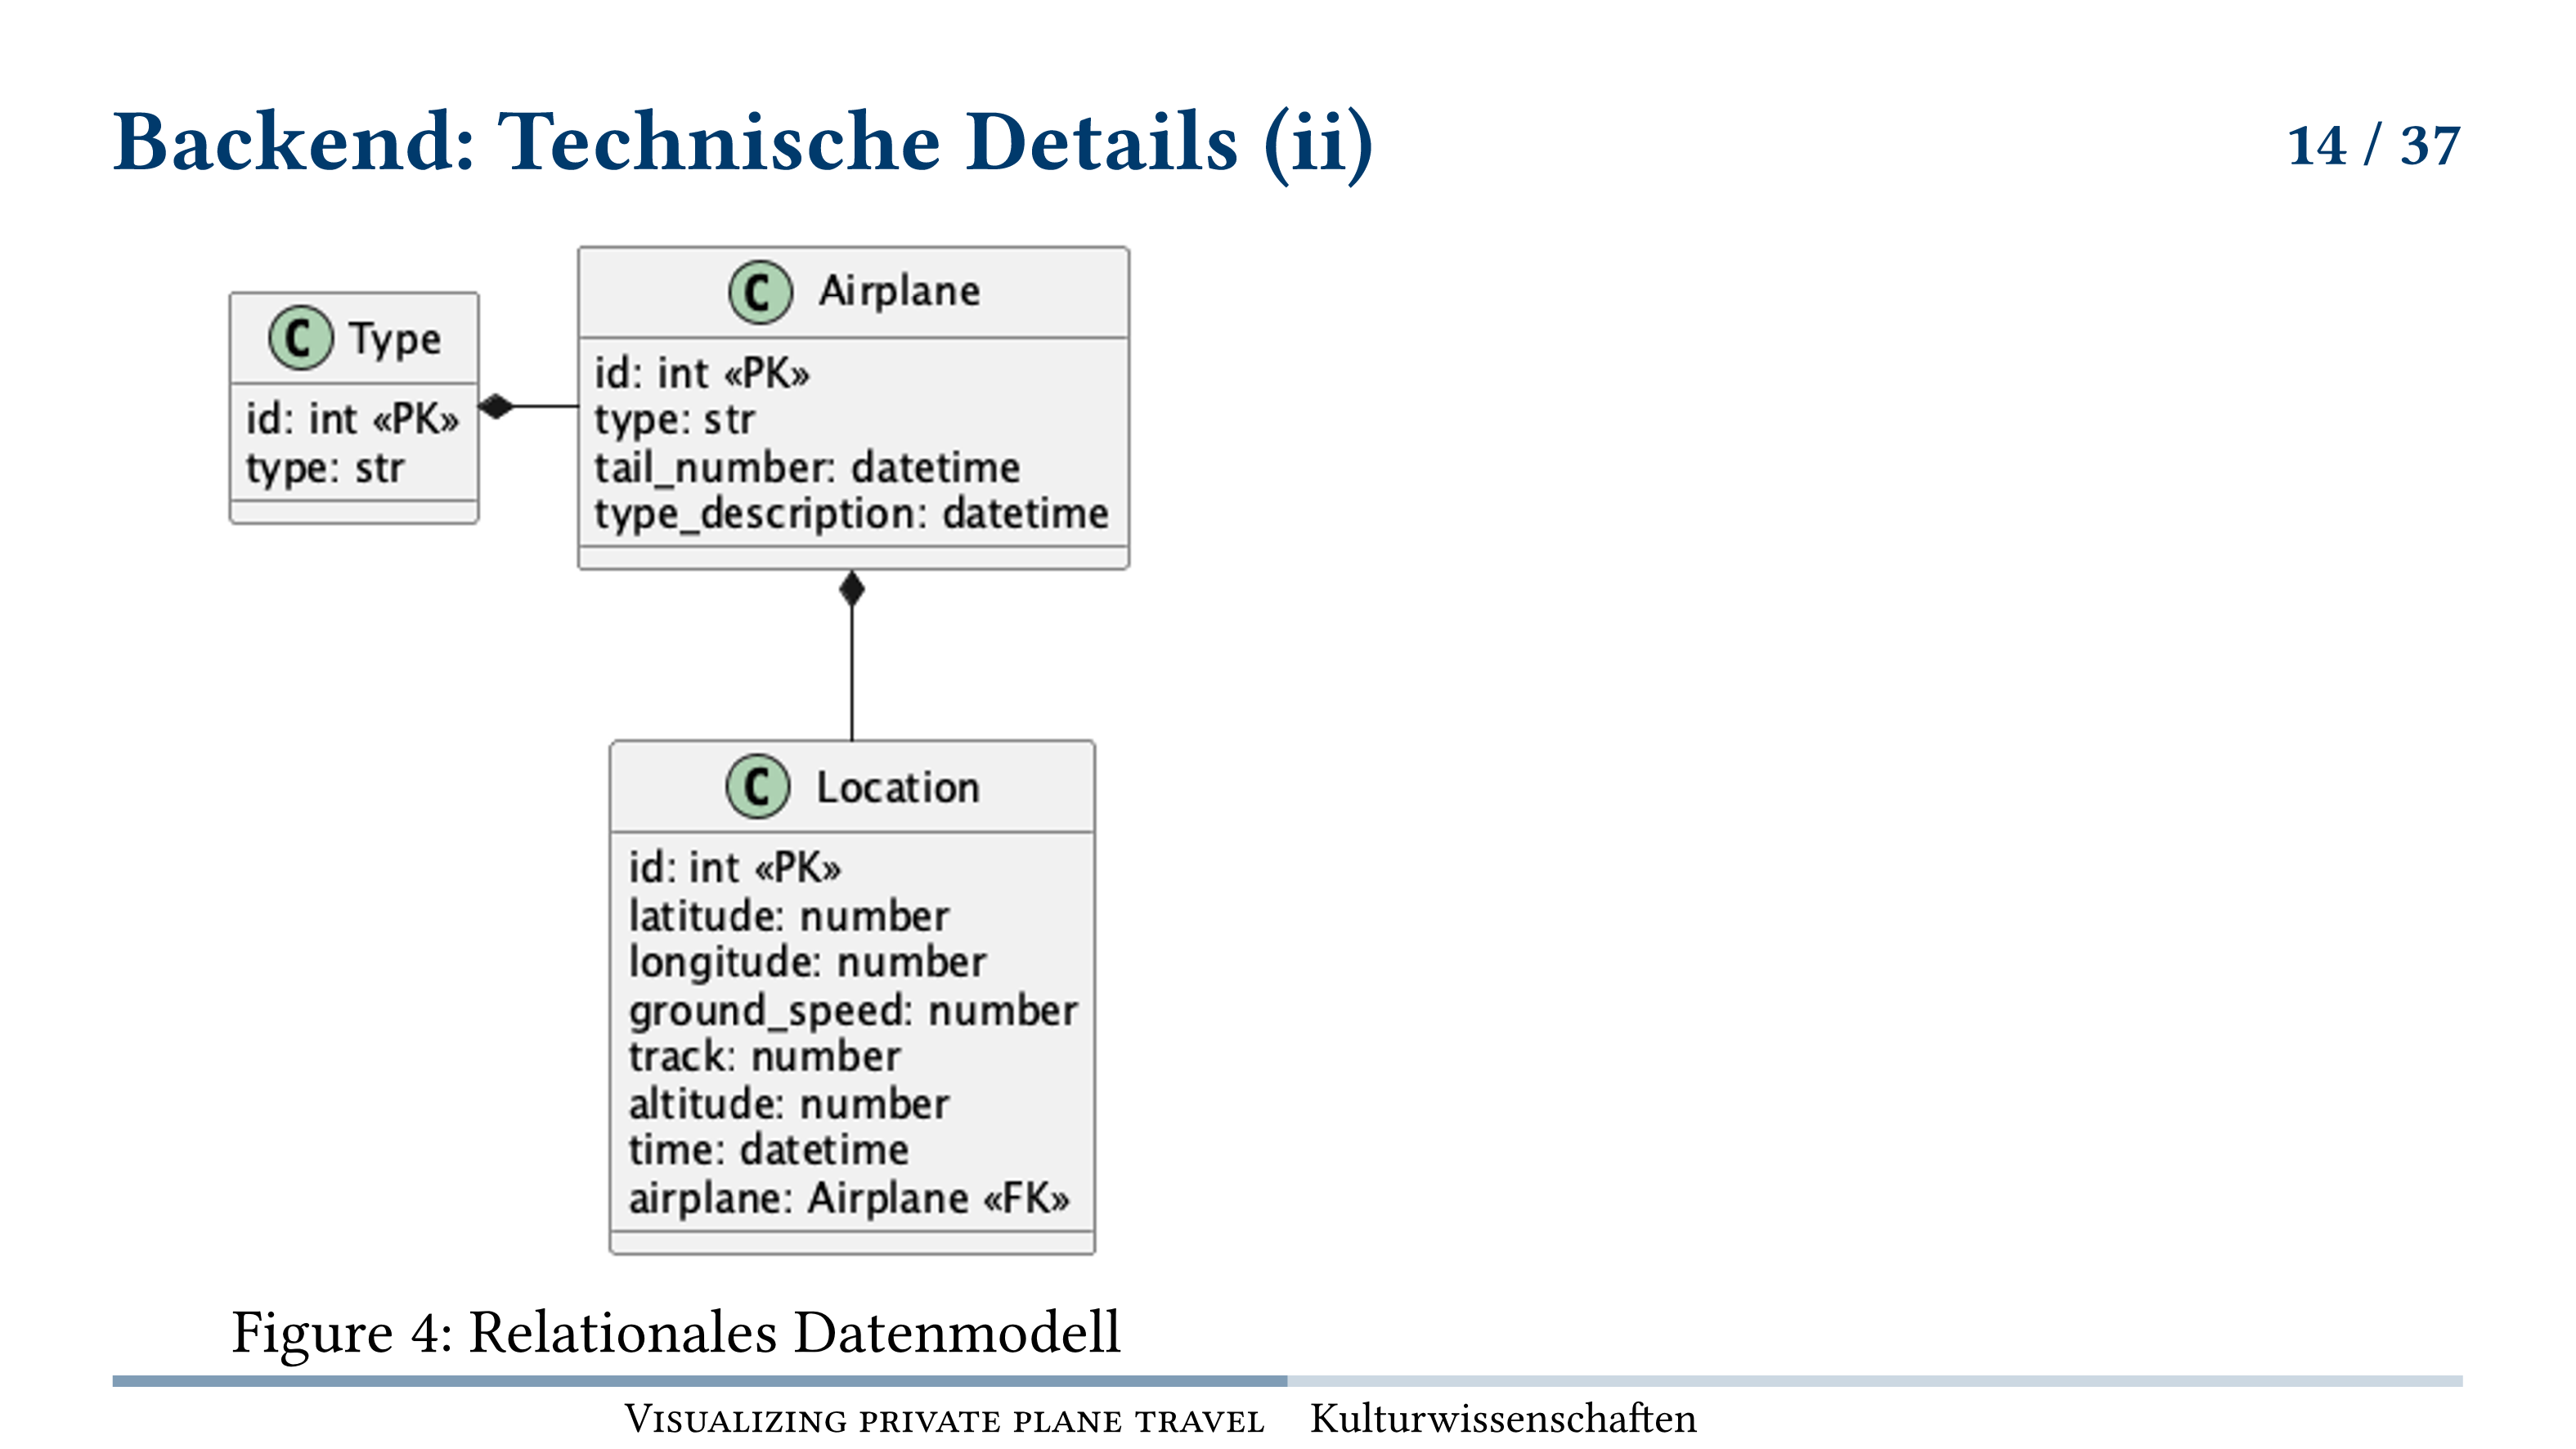 Backend: Technische Details (ii)
14 / 37
C Type
id: int «PK»
type: str
C Airplane
id: int «PK»
type: str
tail_number: datetime
type_description: datetime
C Location
id: int «PK»
latitude: number
longitude: number
ground_speed: number
track: number
altitude: number
time: datetime
airplane: Airplane «FK»
Figure 4: Relationales Datenmodell
Visualizing private plane travel
Kulturwissenschaften